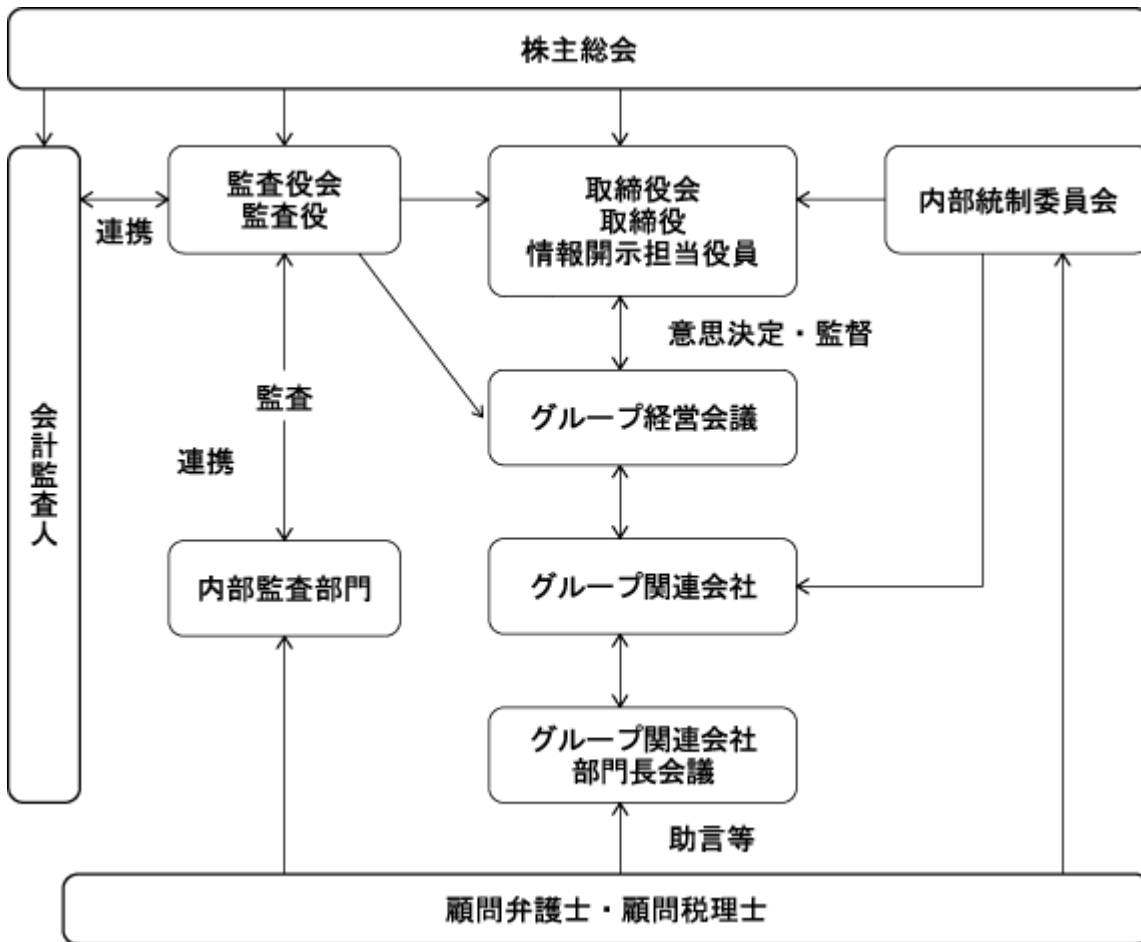 株主総会
監査役会
監査役
取締役会
取締役
情報開示担当役員
内部統制委員会
連携
意思決定・監督
会計監査人
監査
グループ経営会議
連携
内部監査部門
グループ関連会社
グループ関連会社
部門長会議
助言等
顧問弁護士・顧問税理士